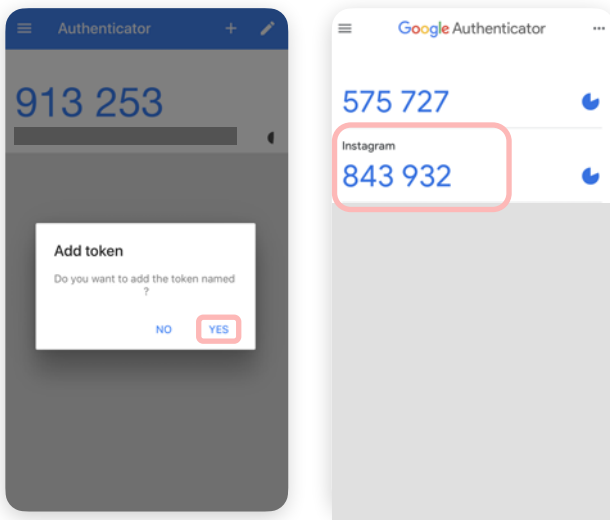 Authenticator
913 253
Add token
Do you want to add the token named
?
NO
YES
Google Authenticator
575 727
Instagram
843 932